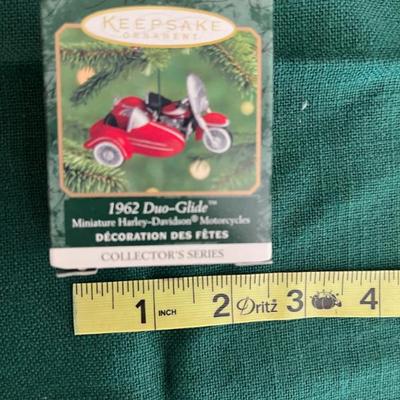 KEEPSAKE
ORNAMENT
1962 Duo-Glide™
Miniature Harley-Davidson® Motorcycles
DÉCORATION DES FÊTES
COLLECTOR'S SERIES
1 INCH 2 Dritz 3 4